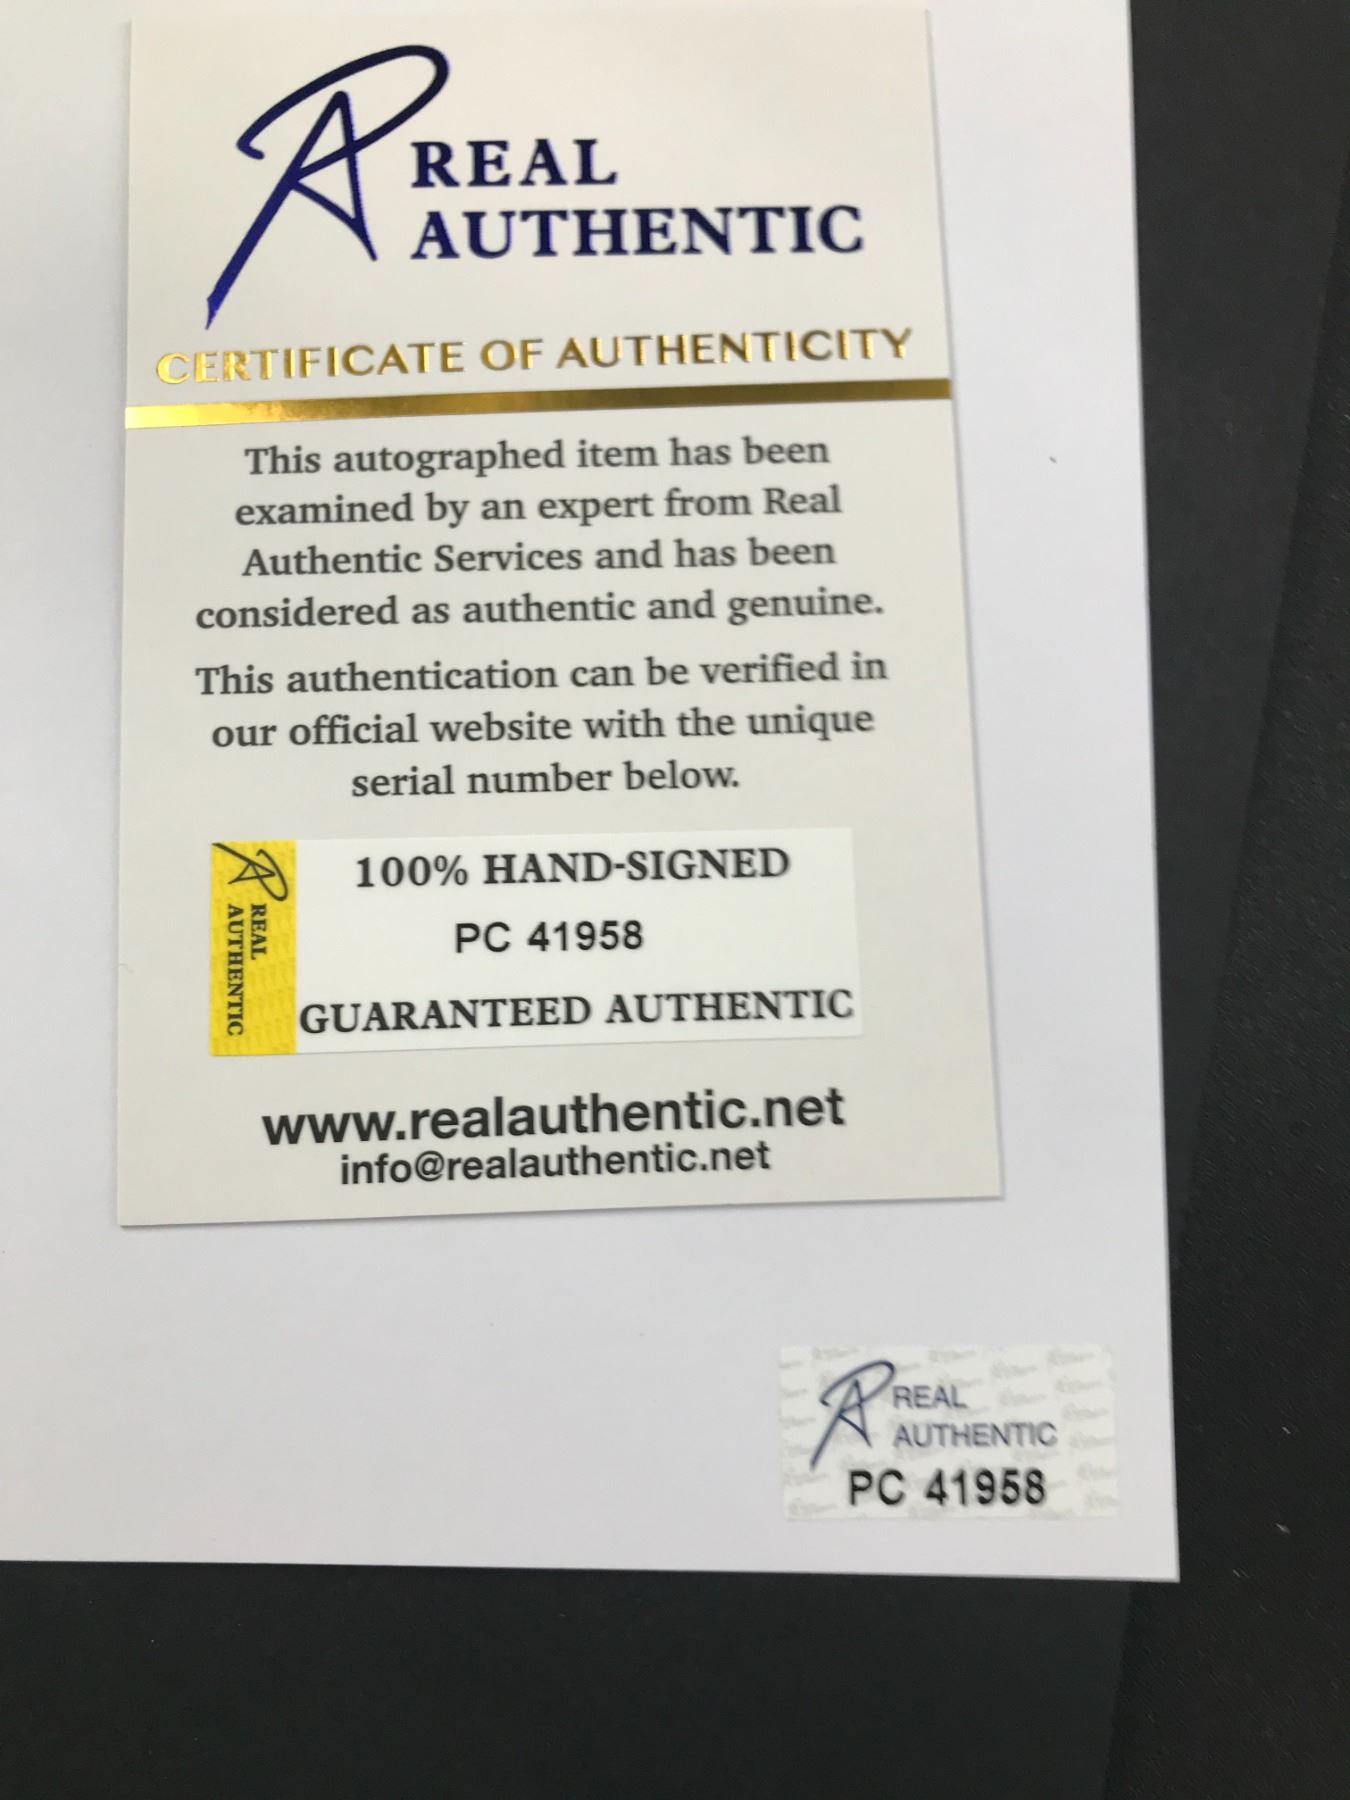 REAL
AUTHENTIC
CERTIFICATE OF AUTHENTICITY
This autographed item has been
examined by an expert from Real
Authentic Services and has been
considered as authentic and genuine.
This authentication can be verified in
our official website with the unique
serial number below.
REAL
AUTHENTIC
100% HAND-SIGNED
PC 41958
GUARANTEED AUTHENTIC
www.realauthentic.net
info@realauthentic.net
REAL
AUTHENTIC
PC 41958